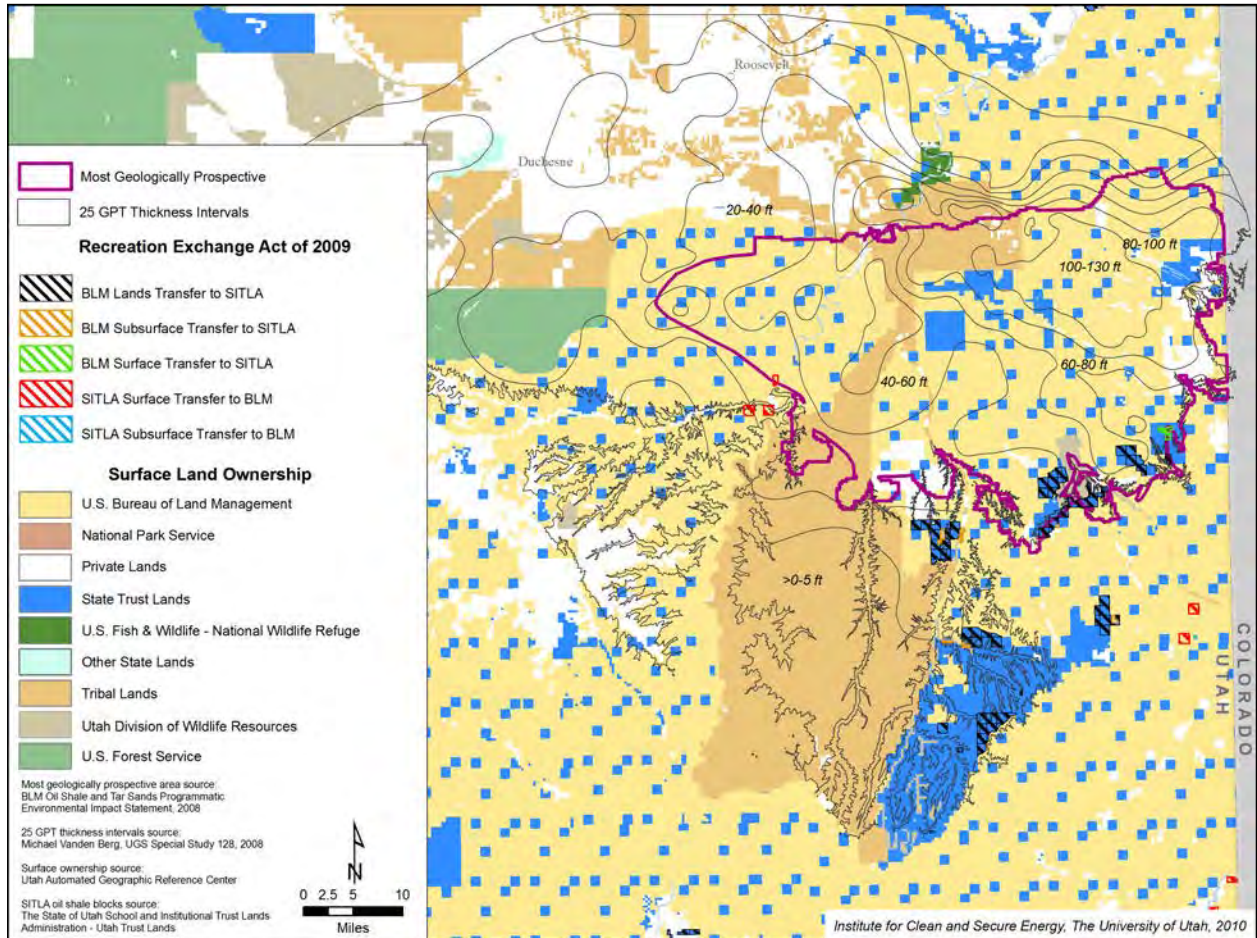 Roosevelt
Duchesne
20-40 ft
80-100 ft
100-130 ft
60-80 ft
40-60 ft
>0-5 ft
UTAH
COLORADO
Most Geologically Prospective
25 GPT Thickness Intervals
Recreation Exchange Act of 2009
BLM Lands Transfer to SITLA
BLM Subsurface Transfer to SITLA
BLM Surface Transfer to SITLA
SITLA Surface Transfer to BLM
SITLA Subsurface Transfer to BLM
Surface Land Ownership
U.S. Bureau of Land Management
National Park Service
Private Lands
State Trust Lands
U.S. Fish & Wildlife - National Wildlife Refuge
Other State Lands
Tribal Lands
Utah Division of Wildlife Resources
U.S. Forest Service
Most geologically prospective area source:
BLM Oil Shale and Tar Sands Programmatic
Environmental Impact Statement, 2008
25 GPT thickness intervals source:
Michael Vanden Berg, UGS Special Study 128, 2008
Surface ownership source:
Utah Automated Geographic Reference Center
SITLA oil shale blocks source:
The State of Utah School and Institutional Trust Lands
Administration - Utah Trust Lands
N
0 2.5 5 10
Miles
Institute for Clean and Secure Energy, The University of Utah, 2010